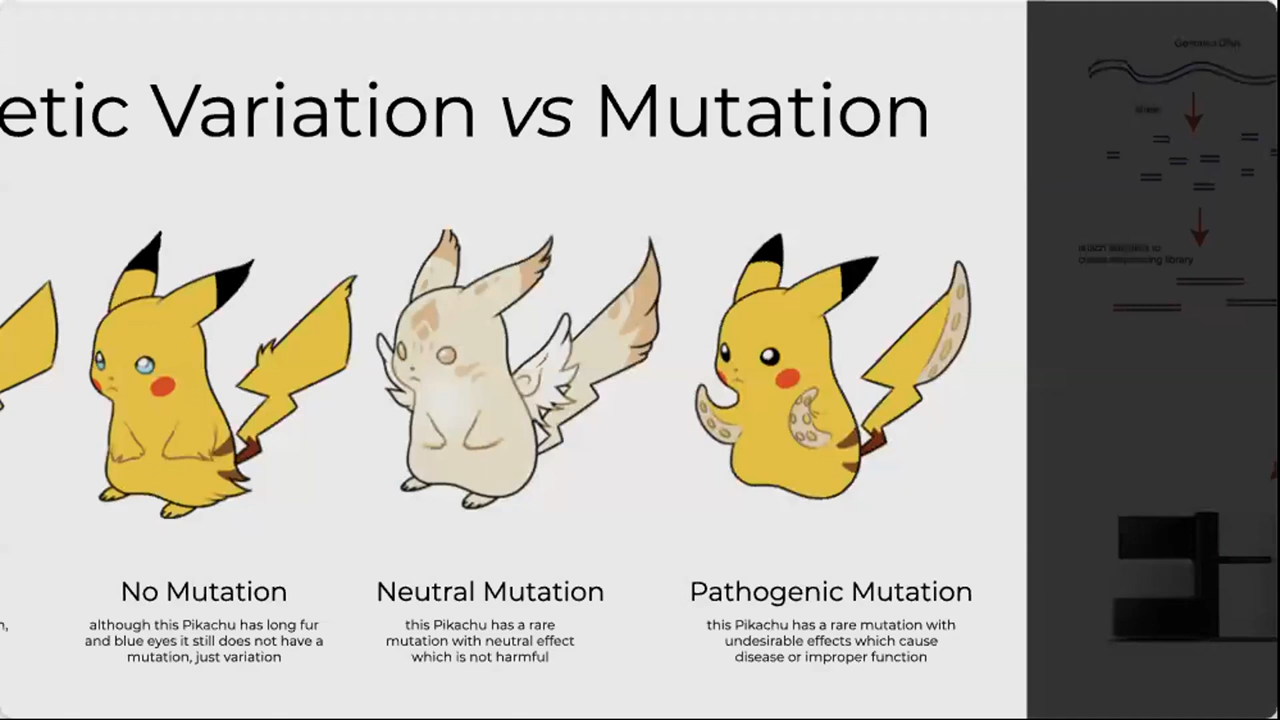 etic Variation vs Mutation
No Mutation
although this Pikachu has long fur
and blue eyes it still does not have a
mutation, just variation
n,
Neutral Mutation
this Pikachu has a rare
mutation with neutral effect
which is not harmful
Pathogenic Mutation
this Pikachu has a rare mutation with
undesirable effects which cause
disease or improper function
Genomic DNA